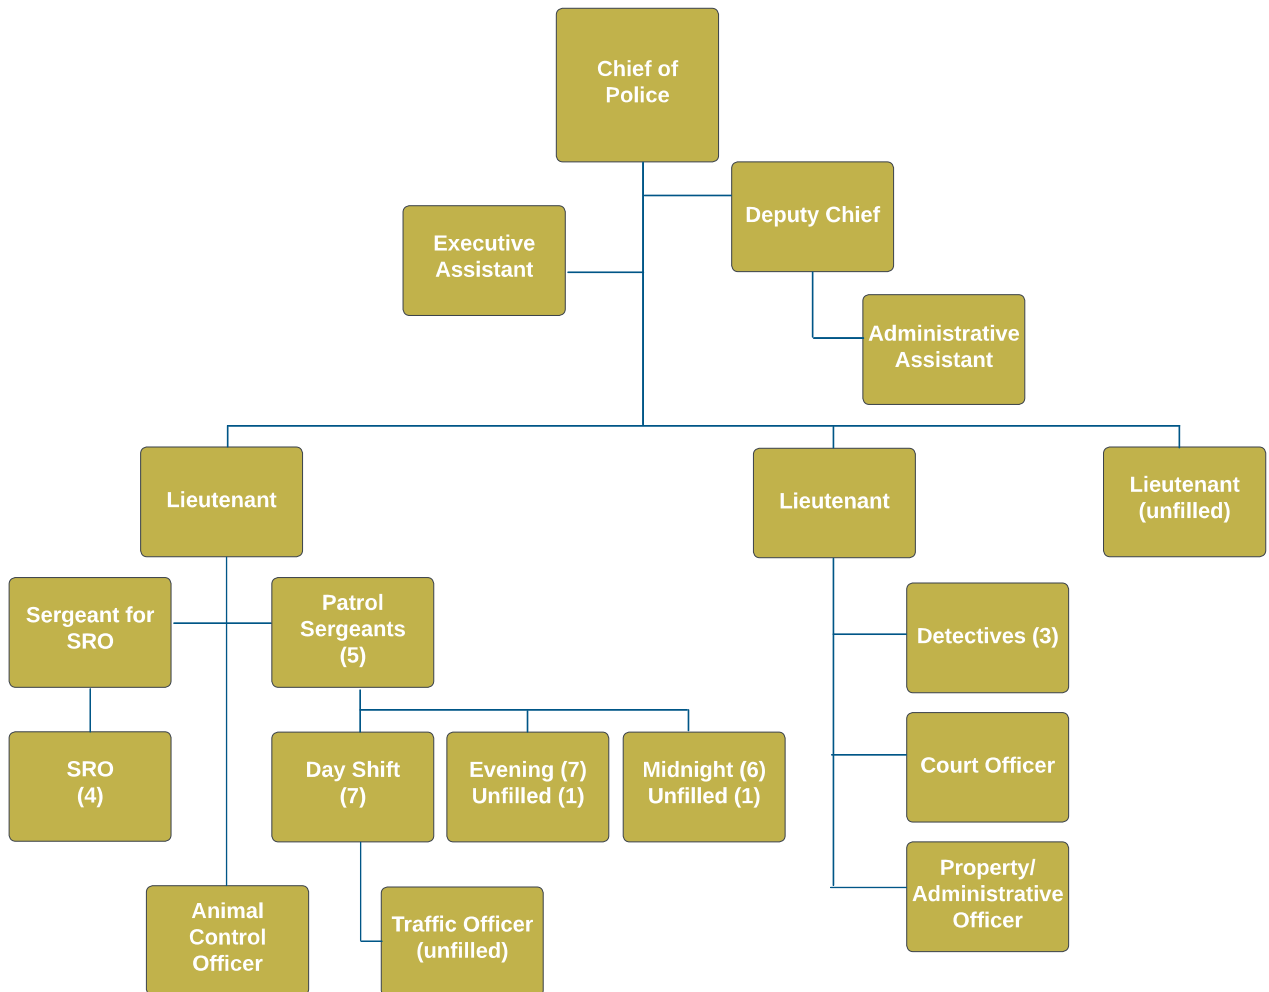 Chief of
Police
Deputy Chief
Executive
Assistant
Administrative
Assistant
Lieutenant
Lieutenant
Lieutenant
(unfilled)
Sergeant for
SRO
Patrol
Sergeants
(5)
Detectives (3)
SRO
(4)
Day Shift
(7)
Evening (7)
Unfilled (1)
Midnight (6)
Unfilled (1)
Court Officer
Animal
Control
Officer
Traffic Officer
(unfilled)
Property/
Administrative
Officer